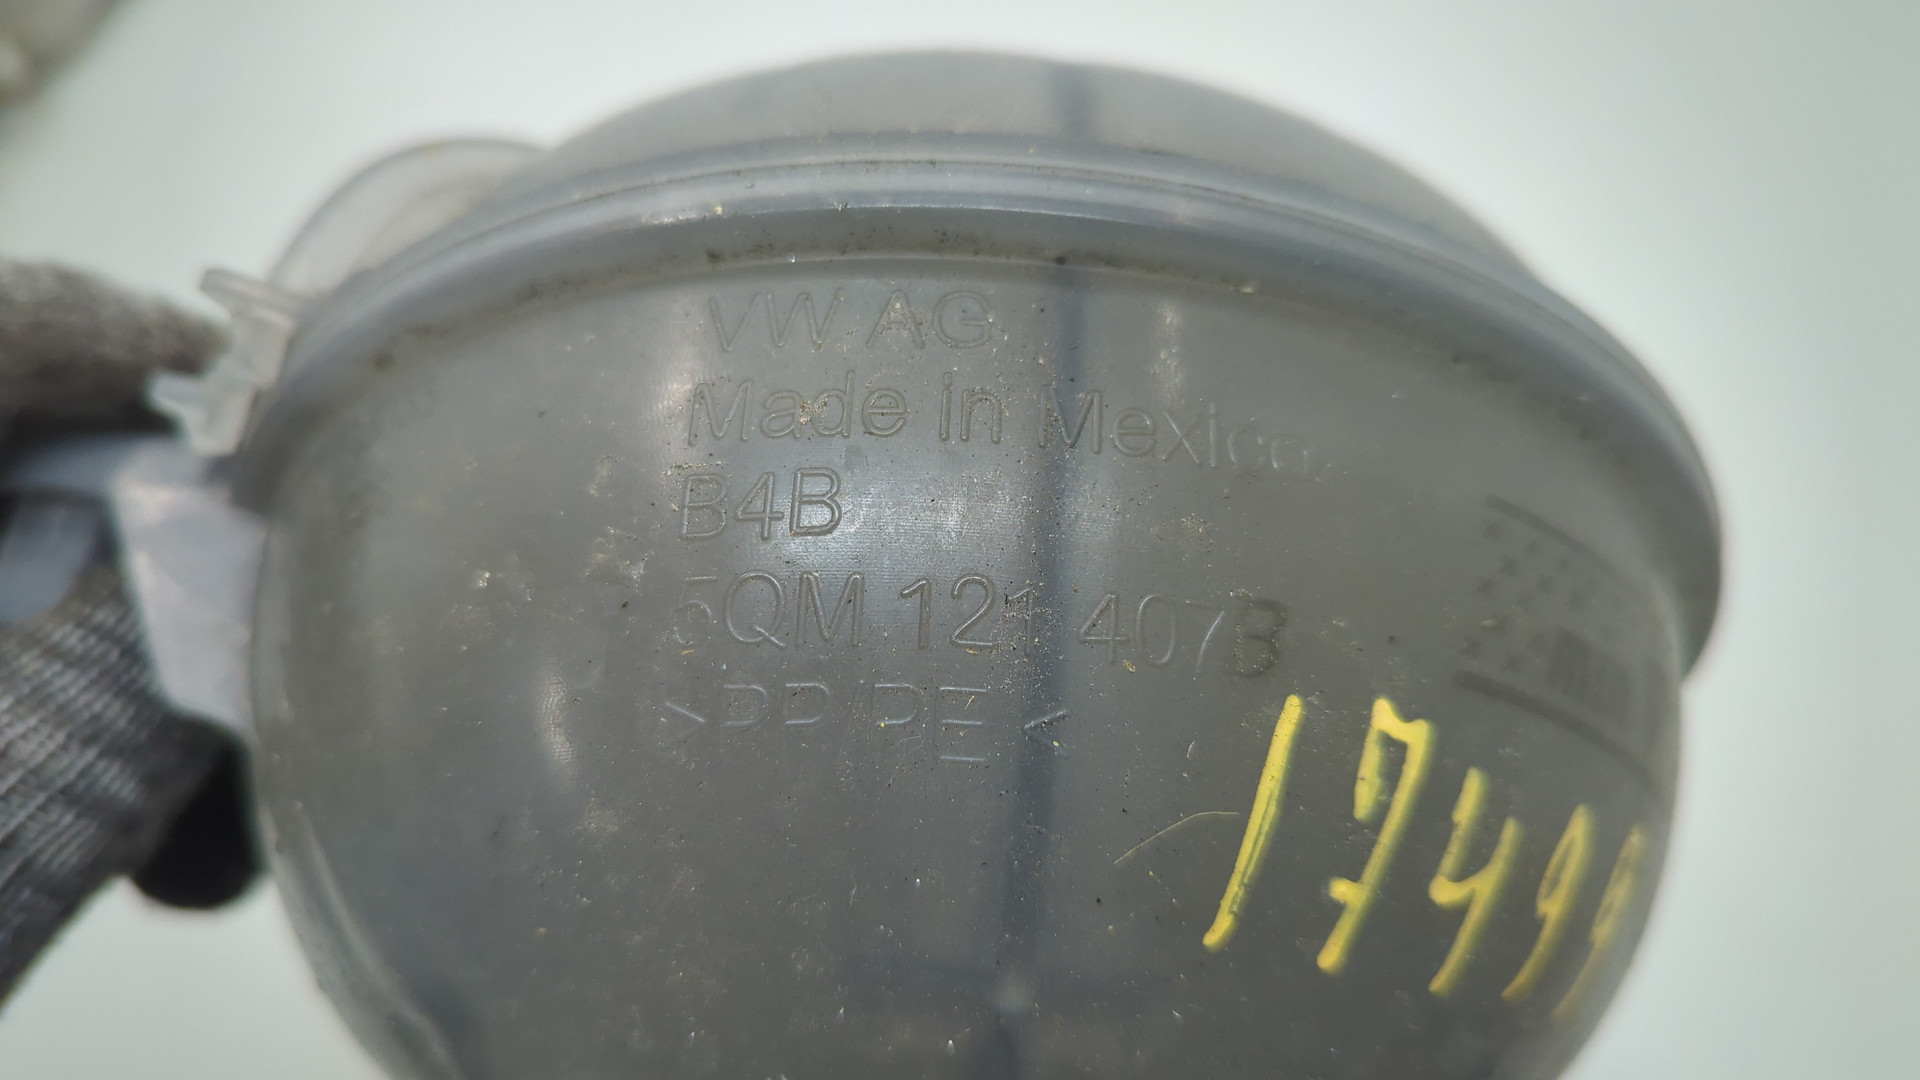 VW AG
Made in Mexico
B4B
5QM 121 407B
>PP/PE<
17499